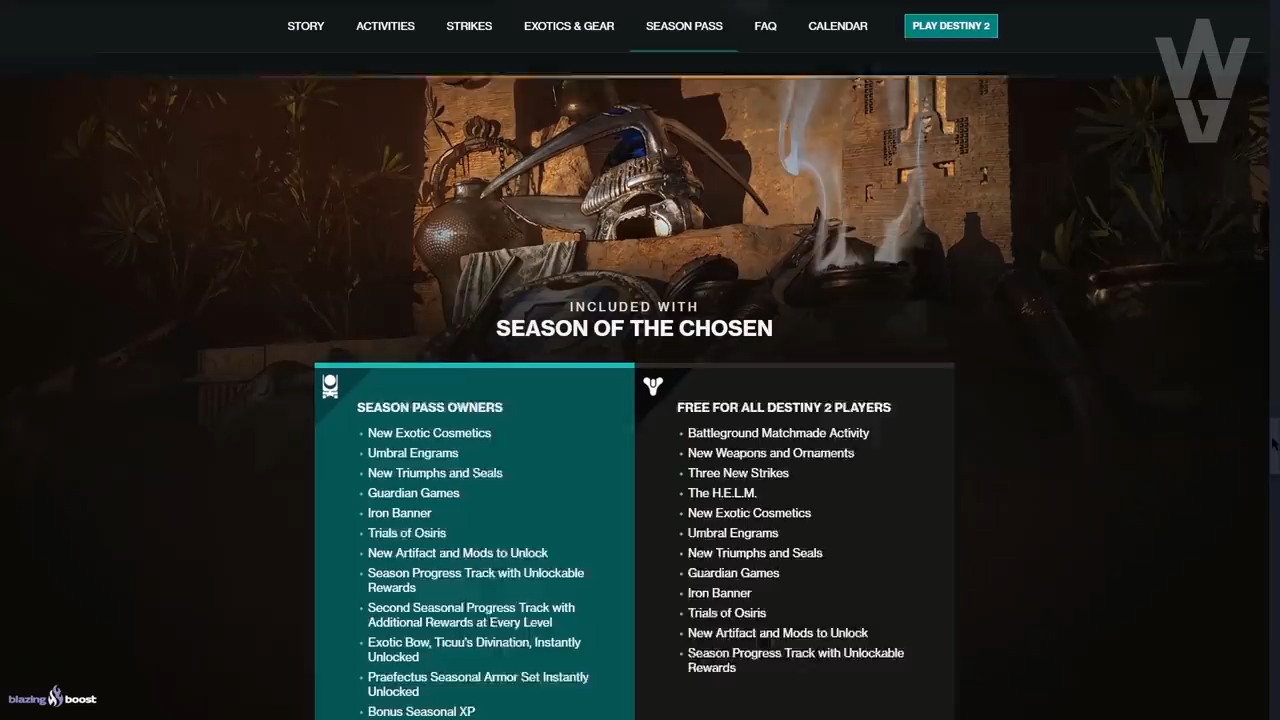 STORY
ACTIVITIES
STRIKES
EXOTICS & GEAR
SEASON PASS
FAQ
CALENDAR
PLAY DESTINY 2
WG
INCLUDED WITH
SEASON OF THE CHOSEN
SEASON PASS OWNERS
• New Exotic Cosmetics
• Umbral Engrams
• New Triumphs and Seals
• Guardian Games
• Iron Banner
• Trials of Osiris
• New Artifact and Mods to Unlock
• Season Progress Track with Unlockable
Rewards
• Second Seasonal Progress Track with
Additional Rewards at Every Level
• Exotic Bow, Ticuu's Divination, Instantly
Unlocked
• Praefectus Seasonal Armor Set Instantly
Unlocked
• Bonus Seasonal XP
FREE FOR ALL DESTINY 2 PLAYERS
• Battleground Matchmade Activity
• New Weapons and Ornaments
• Three New Strikes
• The H.E.L.M.
• New Exotic Cosmetics
• Umbral Engrams
• New Triumphs and Seals
• Guardian Games
• Iron Banner
• Trials of Osiris
• New Artifact and Mods to Unlock
• Season Progress Track with Unlockable
Rewards
blazing boost